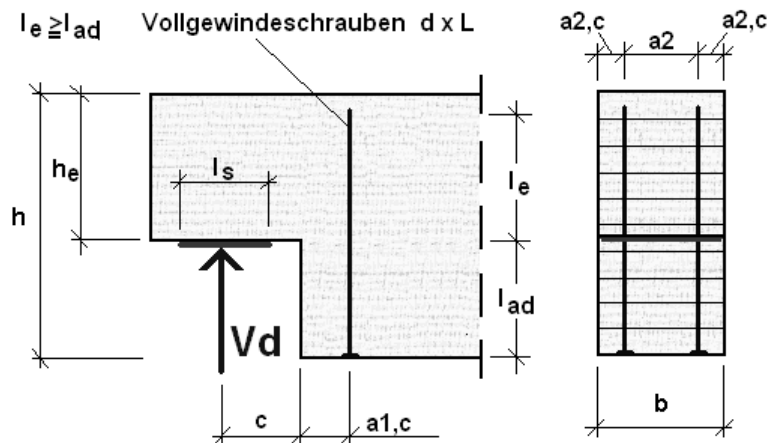 le ≧ lad
Vollgewindeschrauben d x L
a2,c
a2
a2,c
h
he
ls
le
lad
Vd
c
a1,c
b